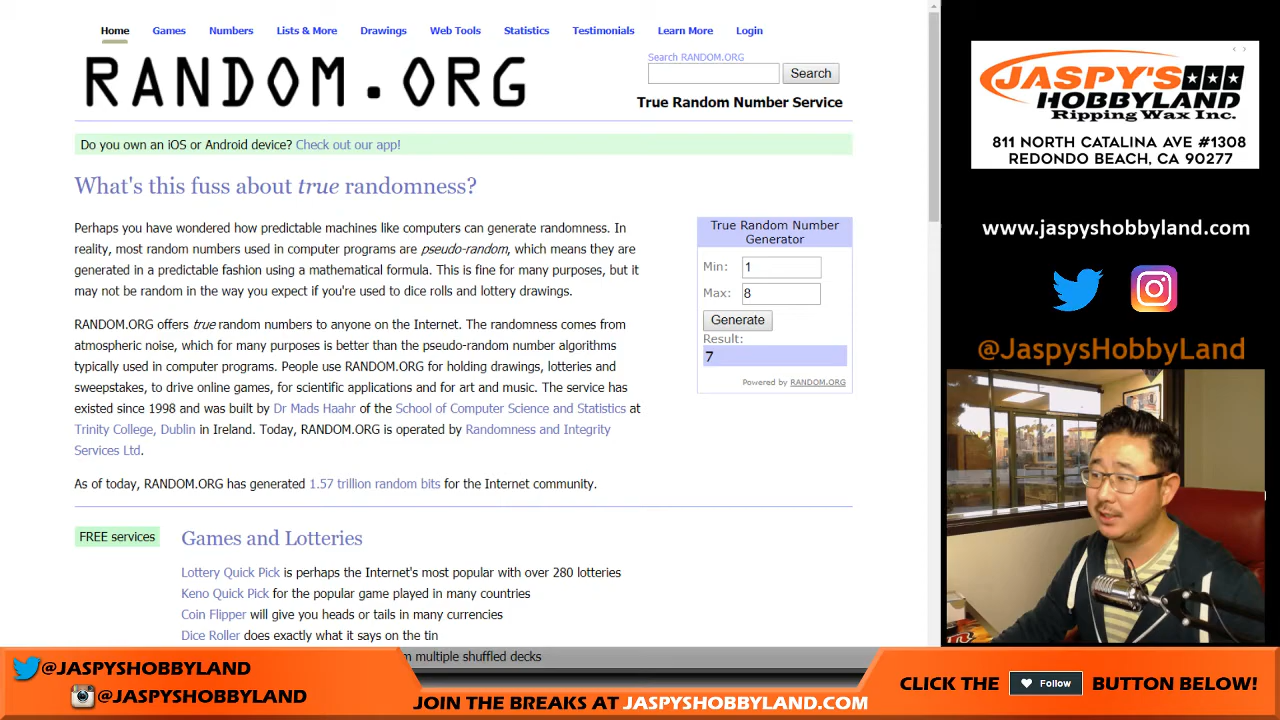 Home Games Numbers Lists & More Drawings Web Tools Statistics Testimonials Learn More Login
RANDOM.ORG
Search RANDOM.ORG
Search
True Random Number Service
Do you own an iOS or Android device? Check out our app!
What's this fuss about true randomness?
Perhaps you have wondered how predictable machines like computers can generate randomness. In
reality, most random numbers used in computer programs are pseudo-random, which means they are
generated in a predictable fashion using a mathematical formula. This is fine for many purposes, but it
may not be random in the way you expect if you're used to dice rolls and lottery drawings.
RANDOM.ORG offers true random numbers to anyone on the Internet. The randomness comes from
atmospheric noise, which for many purposes is better than the pseudo-random number algorithms
typically used in computer programs. People use RANDOM.ORG for holding drawings, lotteries and
sweepstakes, to drive online games, for scientific applications and for art and music. The service has
existed since 1998 and was built by Dr Mads Haahr of the School of Computer Science and Statistics at
Trinity College, Dublin in Ireland. Today, RANDOM.ORG is operated by Randomness and Integrity
Services Ltd.
As of today, RANDOM.ORG has generated 1.57 trillion random bits for the Internet community.
True Random Number
Generator
Min: 1
Max: 8
Generate
Result:
7
Powered by RANDOM.ORG
FREE services
Games and Lotteries
Lottery Quick Pick is perhaps the Internet's most popular with over 280 lotteries
Keno Quick Pick for the popular game played in many countries
Coin Flipper will give you heads or tails in many currencies
Dice Roller does exactly what it says on the tin
m multiple shuffled decks
JASPY'S
HOBBYLAND
Ripping Wax Inc.
811 NORTH CATALINA AVE #1308
REDONDO BEACH, CA 90277
www.jaspyshobbyland.com
@JaspysHobbyLand
@JASPYSHOBBYLAND
@JASPYSHOBBYLAND
JOIN THE BREAKS AT JASPYSHOBBYLAND.COM
CLICK THE Follow BUTTON BELOW!